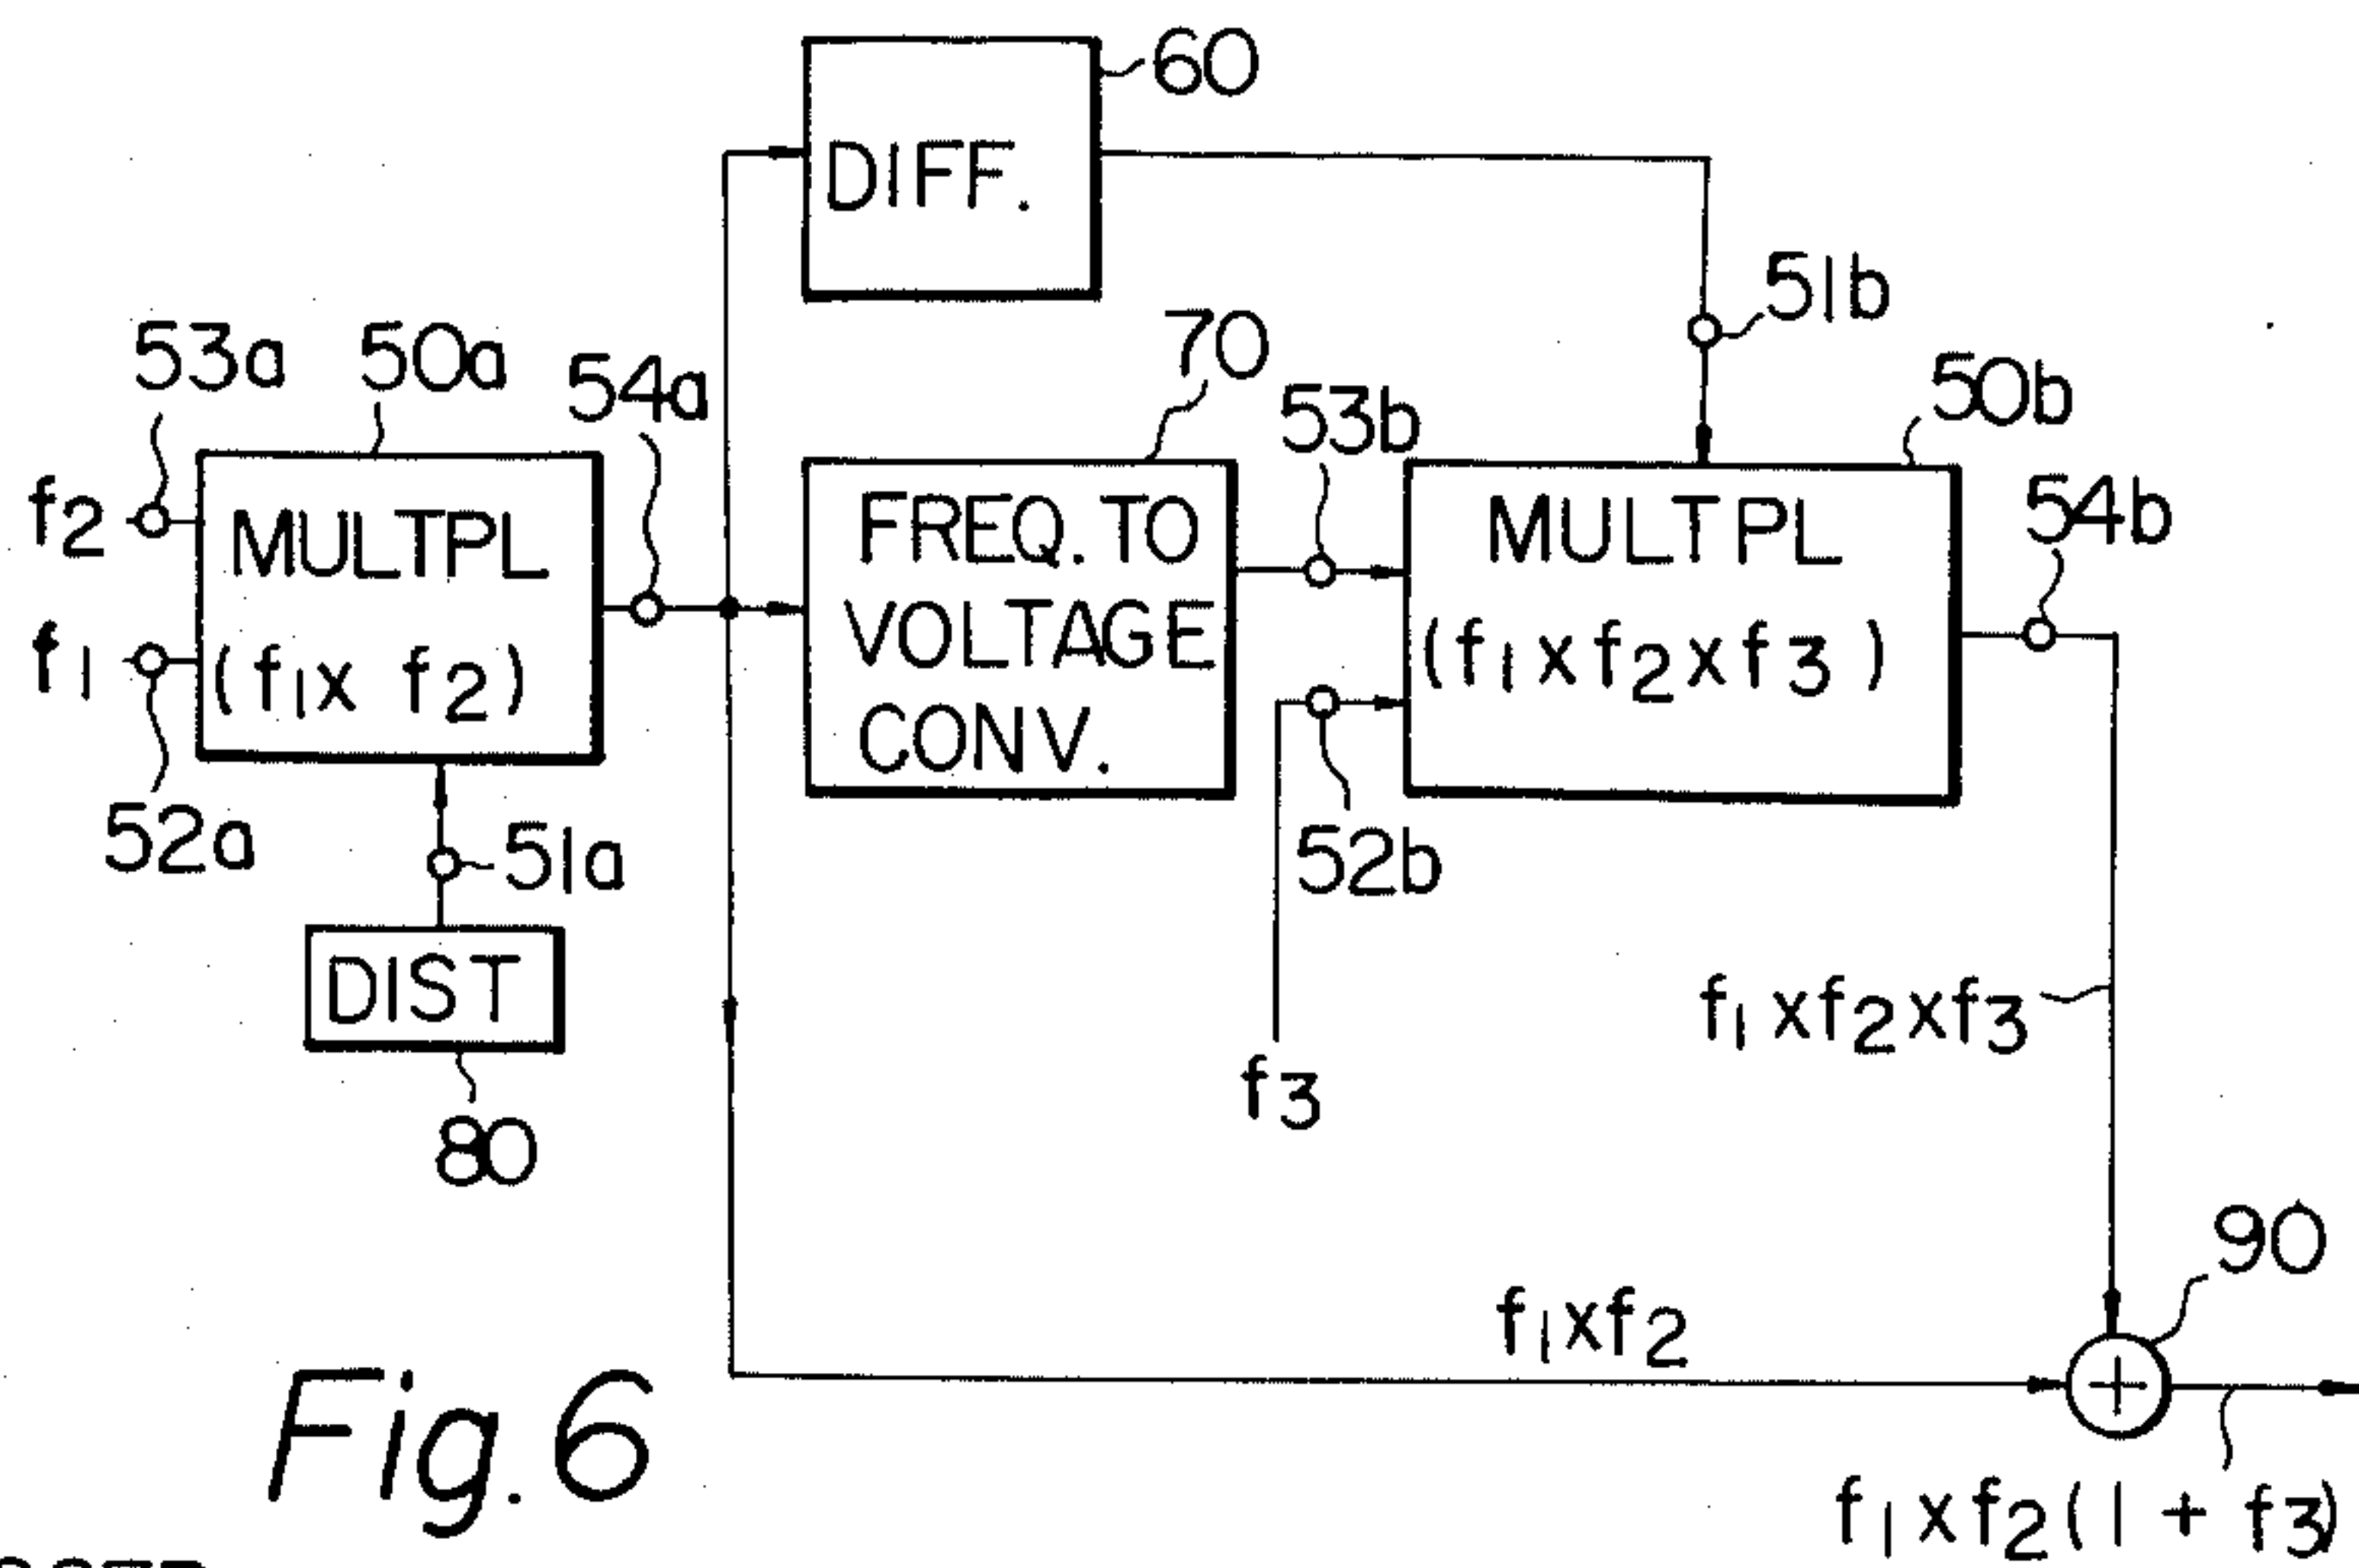 60
DIFF.
51b
53a
50a
54a
70
53b
50b
54b
f2
MULTPL
(f1x f2)
f1
FREQ. TO
VOLTAGE
CONV.
MULTPL
(f1xf2xf3)
52a
51a
52b
DIST
80
f3
f1xf2xf3
90
f1xf2
Fig.6
f1xf2(1 + f3)